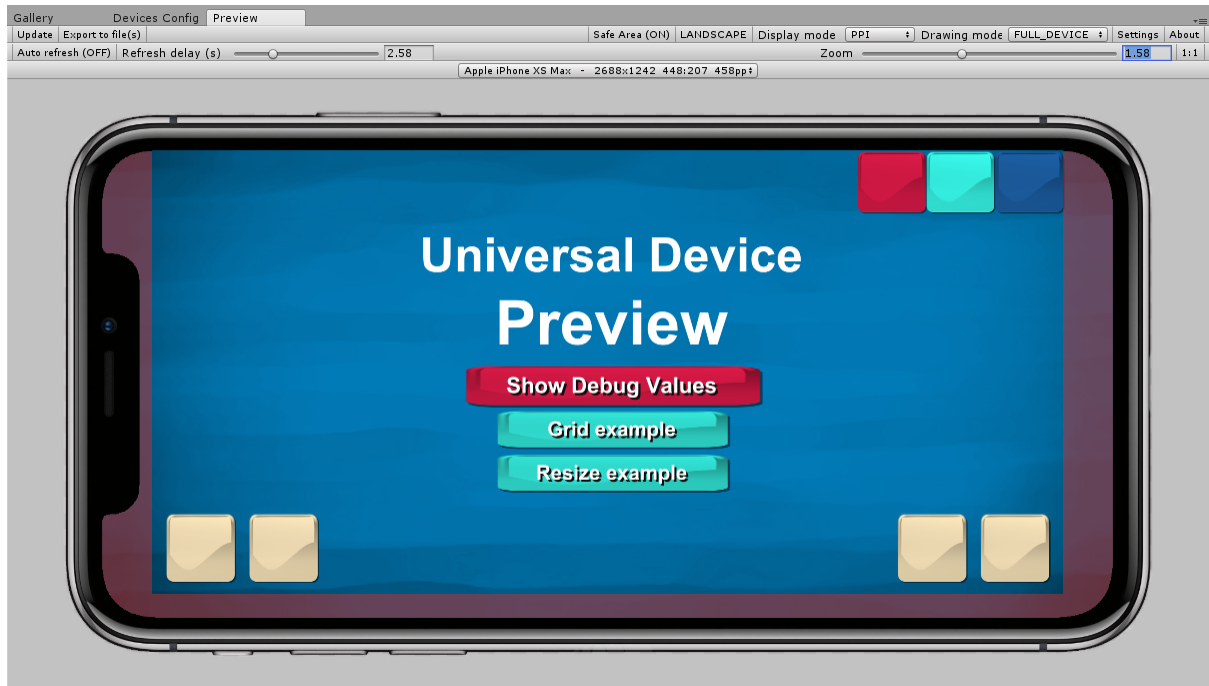 Gallery Devices Config Preview
Update Export to file(s) Safe Area (ON) LANDSCAPE Display mode PPI Drawing mode FULL_DEVICE Settings About
Auto refresh (OFF) Refresh delay (s) 2.58 Zoom 1.58 1:1
Apple iPhone XS Max - 2688x1242 448:207 458pp
Universal Device
Preview
Show Debug Values
Grid example
Resize example